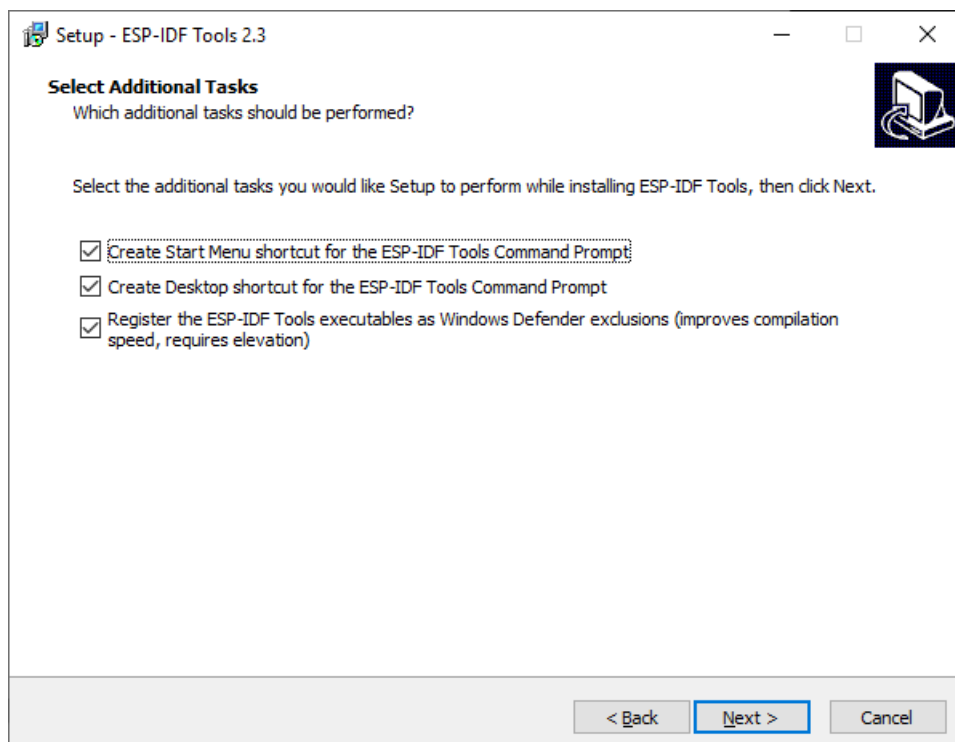 Setup - ESP-IDF Tools 2.3
Select Additional Tasks
Which additional tasks should be performed?
Select the additional tasks you would like Setup to perform while installing ESP-IDF Tools, then click Next.
Create Start Menu shortcut for the ESP-IDF Tools Command Prompt
Create Desktop shortcut for the ESP-IDF Tools Command Prompt
Register the ESP-IDF Tools executables as Windows Defender exclusions (improves compilation
speed, requires elevation)
< Back
Next >
Cancel